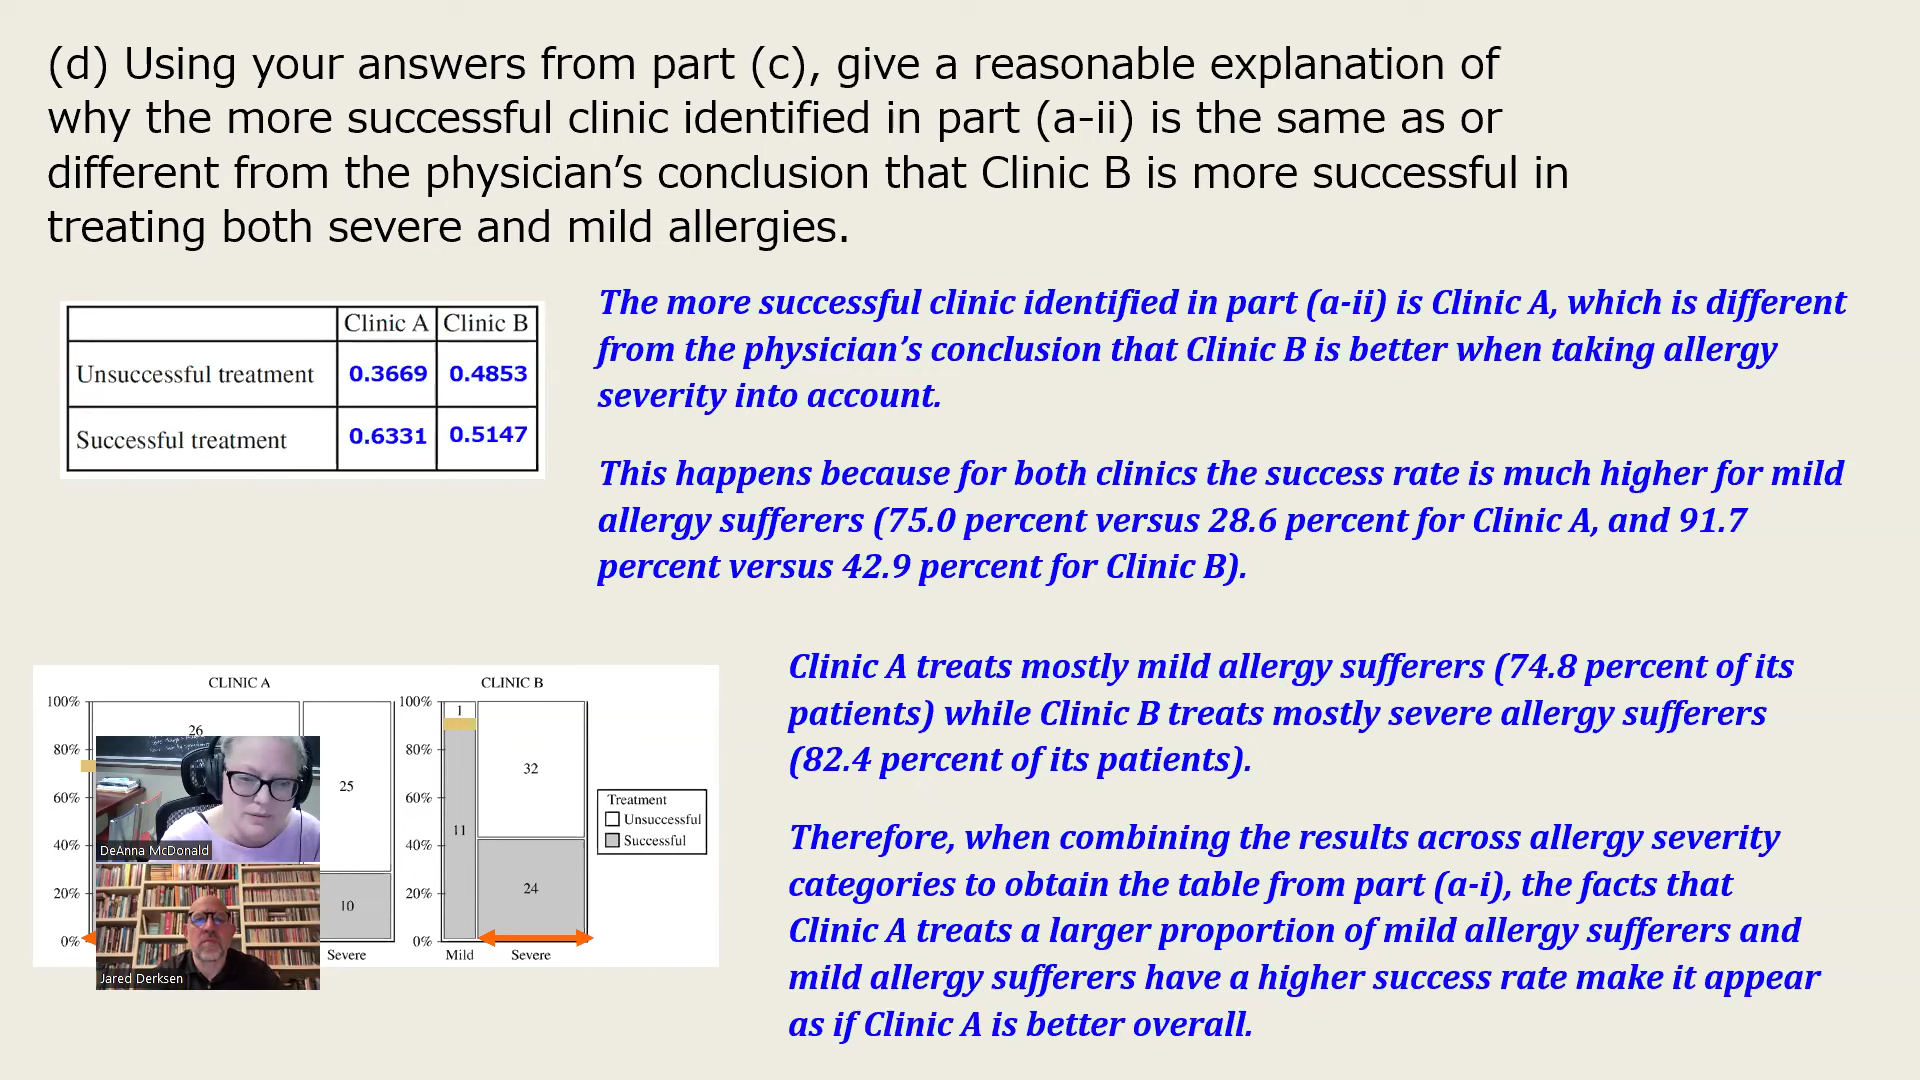 (d) Using your answers from part (c), give a reasonable explanation of
why the more successful clinic identified in part (a-ii) is the same as or
different from the physician’s conclusion that Clinic B is more successful in
treating both severe and mild allergies.
Clinic A Clinic B
Unsuccessful treatment 0.3669 0.4853
Successful treatment 0.6331 0.5147
The more successful clinic identified in part (a-ii) is Clinic A, which is different
from the physician’s conclusion that Clinic B is better when taking allergy
severity into account.
This happens because for both clinics the success rate is much higher for mild
allergy sufferers (75.0 percent versus 28.6 percent for Clinic A, and 91.7
percent versus 42.9 percent for Clinic B).
CLINIC A
100%
80%
60%
40%
20%
0%
26
25
10
Severe
CLINIC B
100%
80%
60%
40%
20%
0%
1
11
32
24
Mild Severe
Treatment
Unsuccessful
Successful
DeAnna McDonald
Jared Derksen
Clinic A treats mostly mild allergy sufferers (74.8 percent of its
patients) while Clinic B treats mostly severe allergy sufferers
(82.4 percent of its patients).
Therefore, when combining the results across allergy severity
categories to obtain the table from part (a-i), the facts that
Clinic A treats a larger proportion of mild allergy sufferers and
mild allergy sufferers have a higher success rate make it appear
as if Clinic A is better overall.